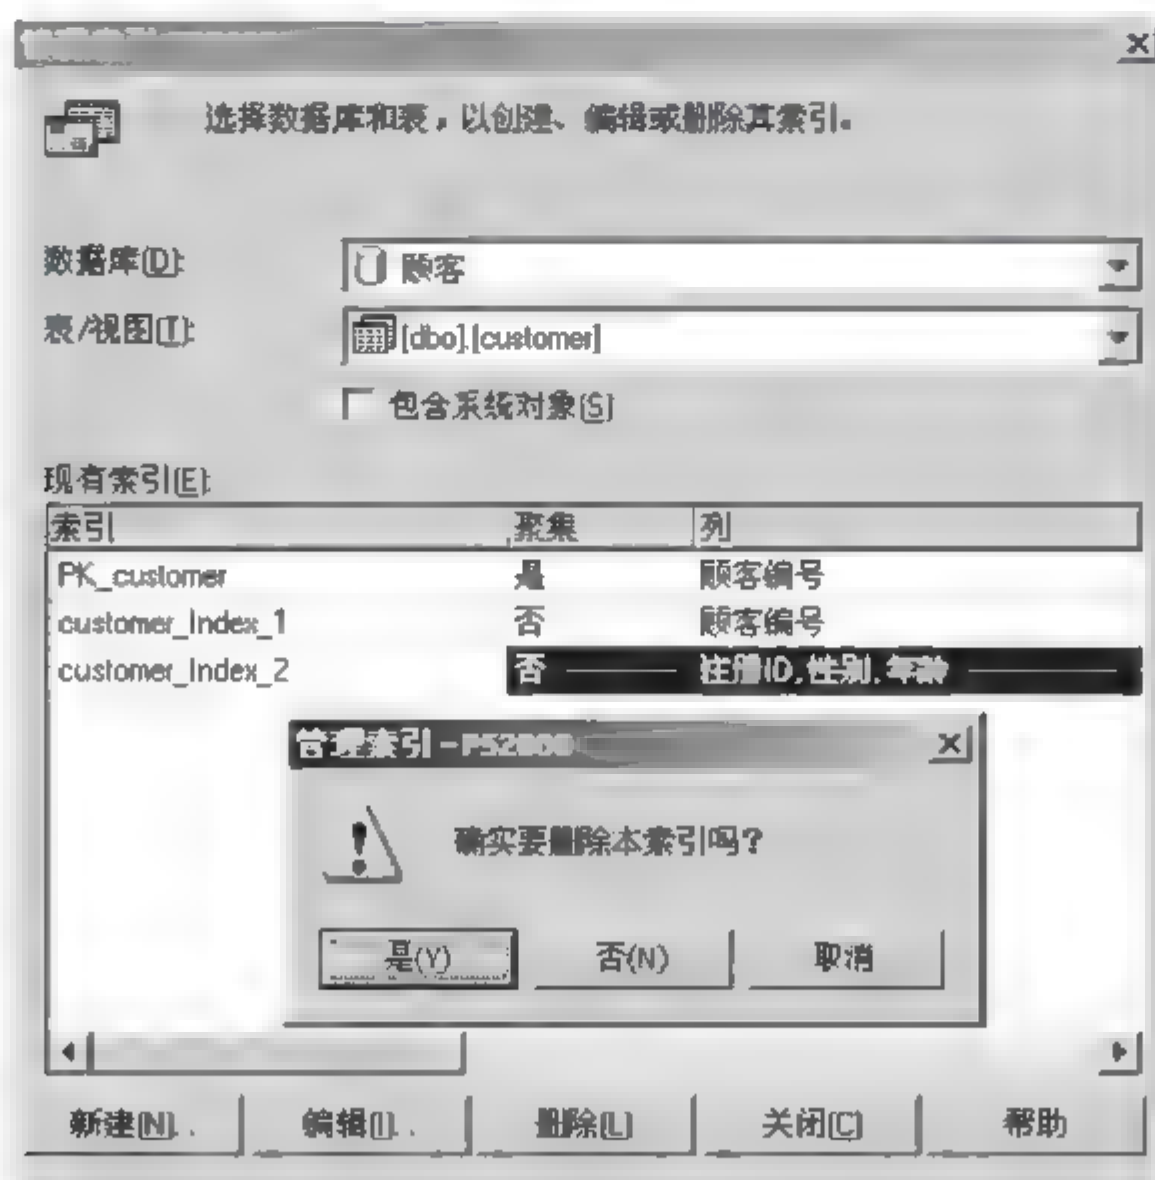 选择数据库和表，以创建、编辑或删除其索引。
数据库(D):
顾客
表/视图(T):
[dbo].[customer]
包含系统对象(S)
现有索引(E):
索引 聚集 列
PK_customer 是 顾客编号
customer_Index_1 否 顾客编号
customer_Index_2 否 注册ID, 性别, 年龄
管理索引 -
确实要删除本索引吗？
是(Y) 否(N) 取消
新建(N)... 编辑(I)... 删除(L) 关闭(C) 帮助